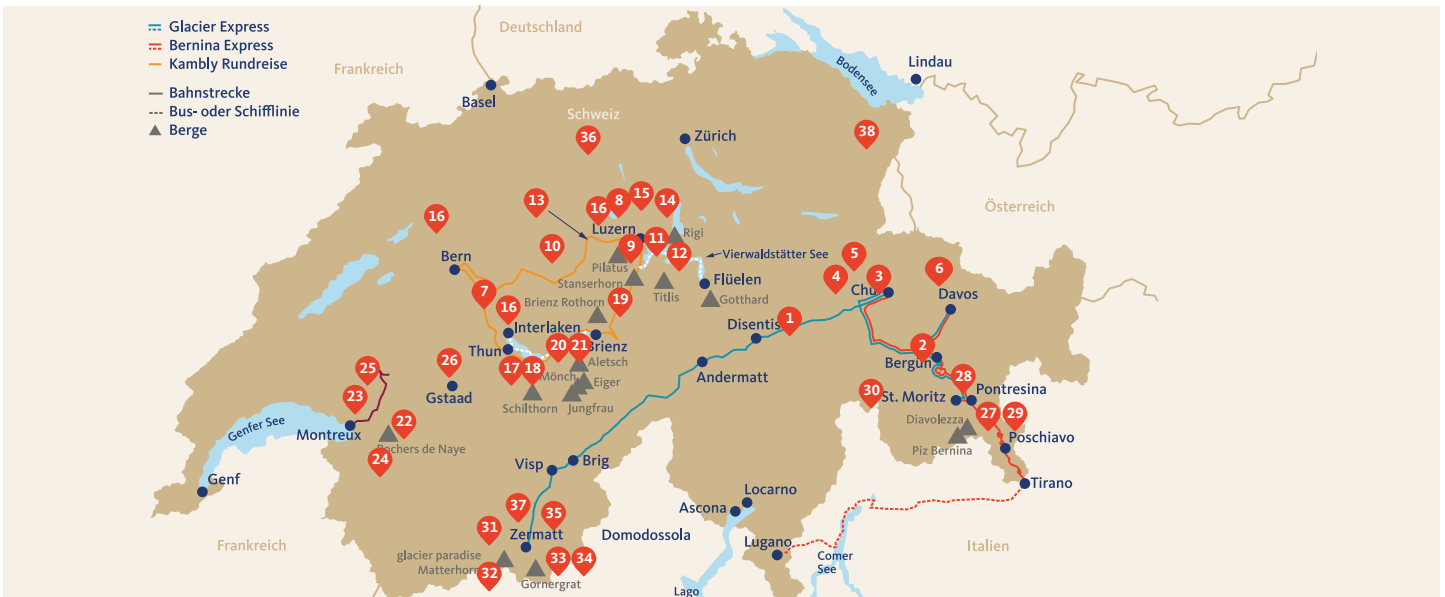 Glacier Express
Bernina Express
Kambly Rundreise
Bahnstrecke
Bus- oder Schifflinie
Berge
Deutschland
Frankreich
Basel
Schweiz
36
Zürich
Bodensee
Lindau
38
Österreich
13
16
8
15
14
16
Luzern
Rigi
10
9
11
12
Vierwaldstätter See
Bern
Pilatus
Stanserhorn
Titlis
Flüelen
Gotthard
5
4
3
6
Chur
Davos
7
16
Brienz Rothorn
19
Interlaken
Thun
20
21
Brienz
1
Disentis
Aletsch
2
Bergün
Andermatt
25
26
17
18
Mönch
Eiger
Gstaad
Schilthorn
Jungfrau
23
28
30
St. Moritz
Pontresina
22
27
29
Diavolezza
Genfer See
Montreux
Rochers de Naye
Poschiavo
Piz Bernina
24
Visp
Brig
Genf
Tirano
Locarno
Ascona
37
35
31
Zermatt
Domodossola
Lugano
Frankreich
Italien
glacier paradise
Matterhorn
33
34
32
Gornergrat
Comer
See
Lago